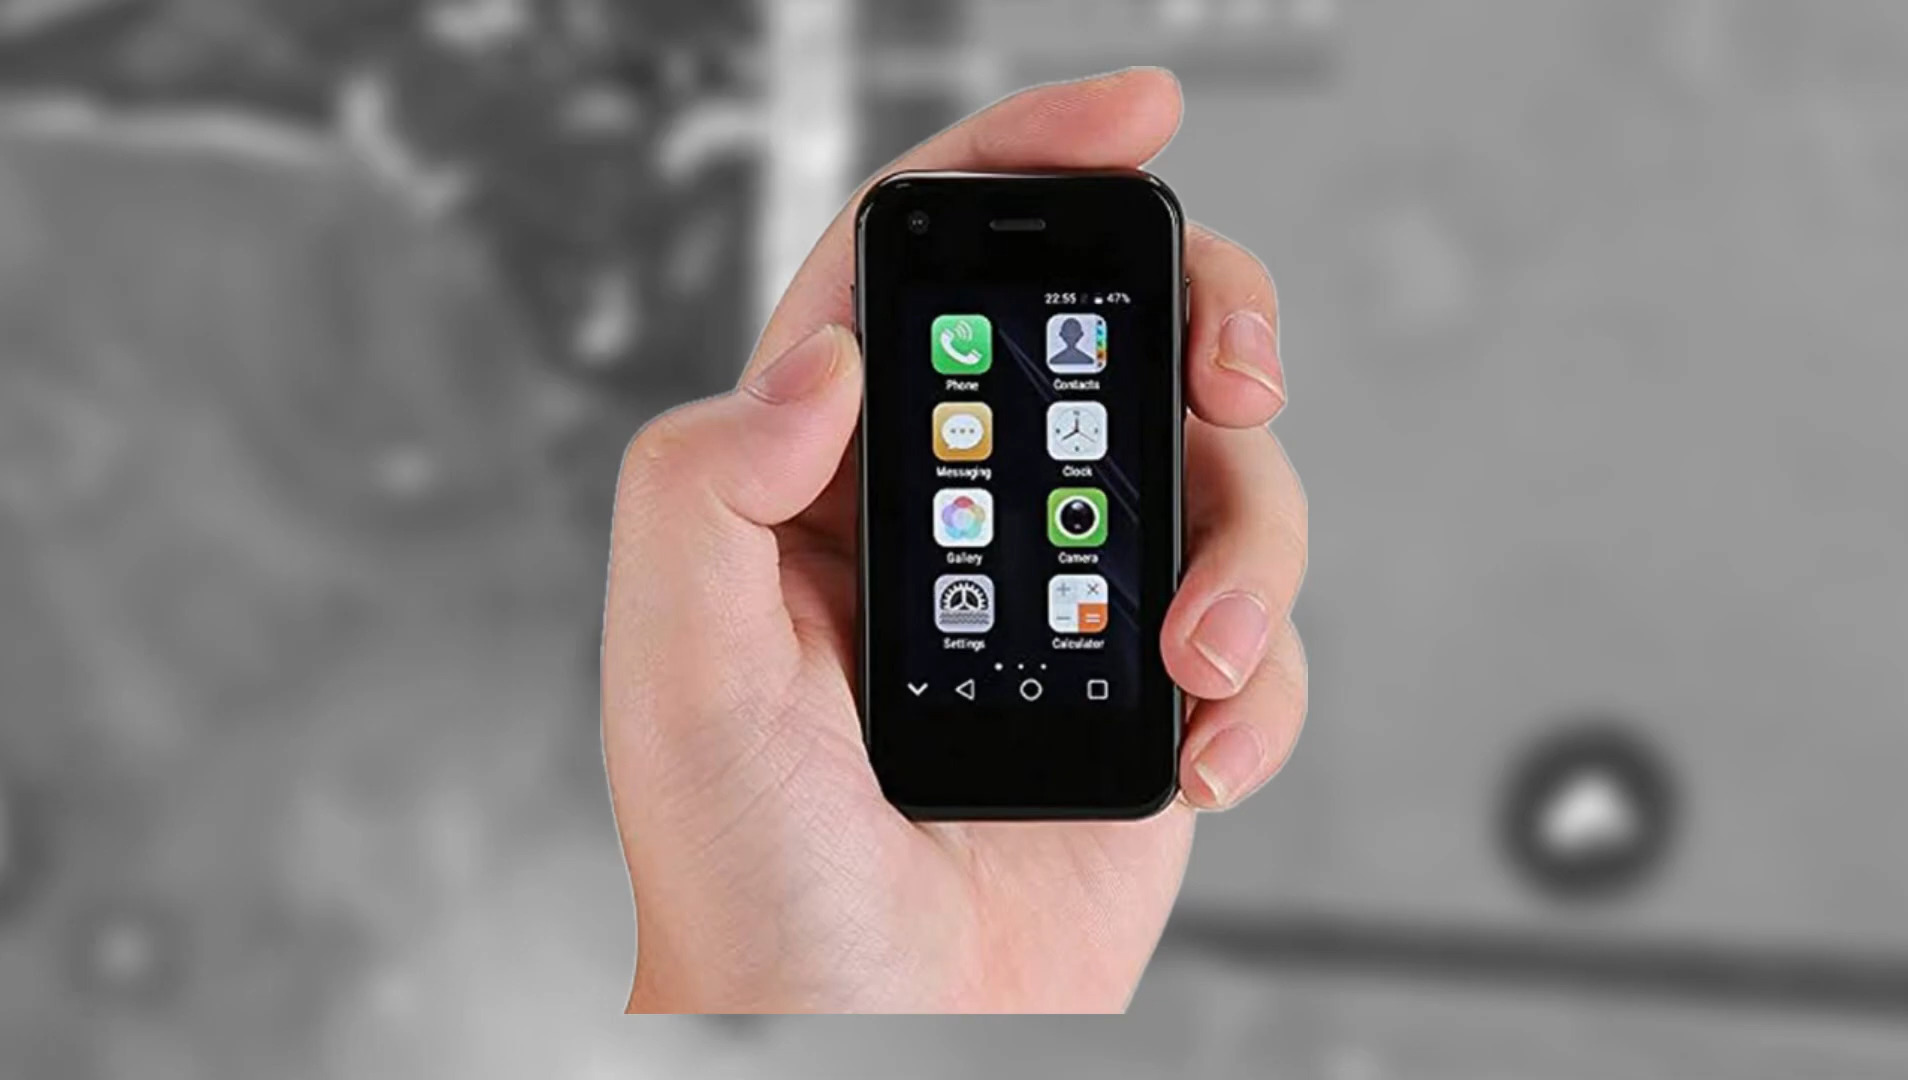 22:55 47%
Phone Contacts
Messaging Clock
Gallery Camera
Settings Calculator